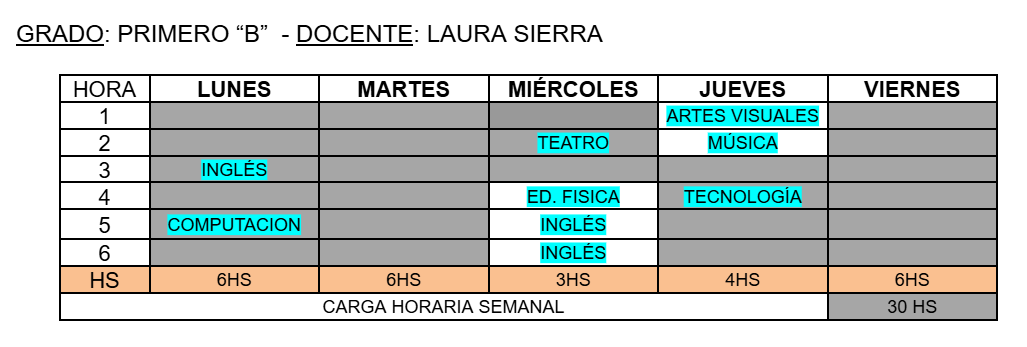 GRADO: PRIMERO “B”  - DOCENTE: LAURA SIERRA
HORA LUNES MARTES MIÉRCOLES JUEVES VIERNES
1 ARTES VISUALES
2 TEATRO MÚSICA
3 INGLÉS
4 ED. FISICA TECNOLOGÍA
5 COMPUTACION INGLÉS
6 INGLÉS
HS 6HS 6HS 3HS 4HS 6HS
CARGA HORARIA SEMANAL 30 HS